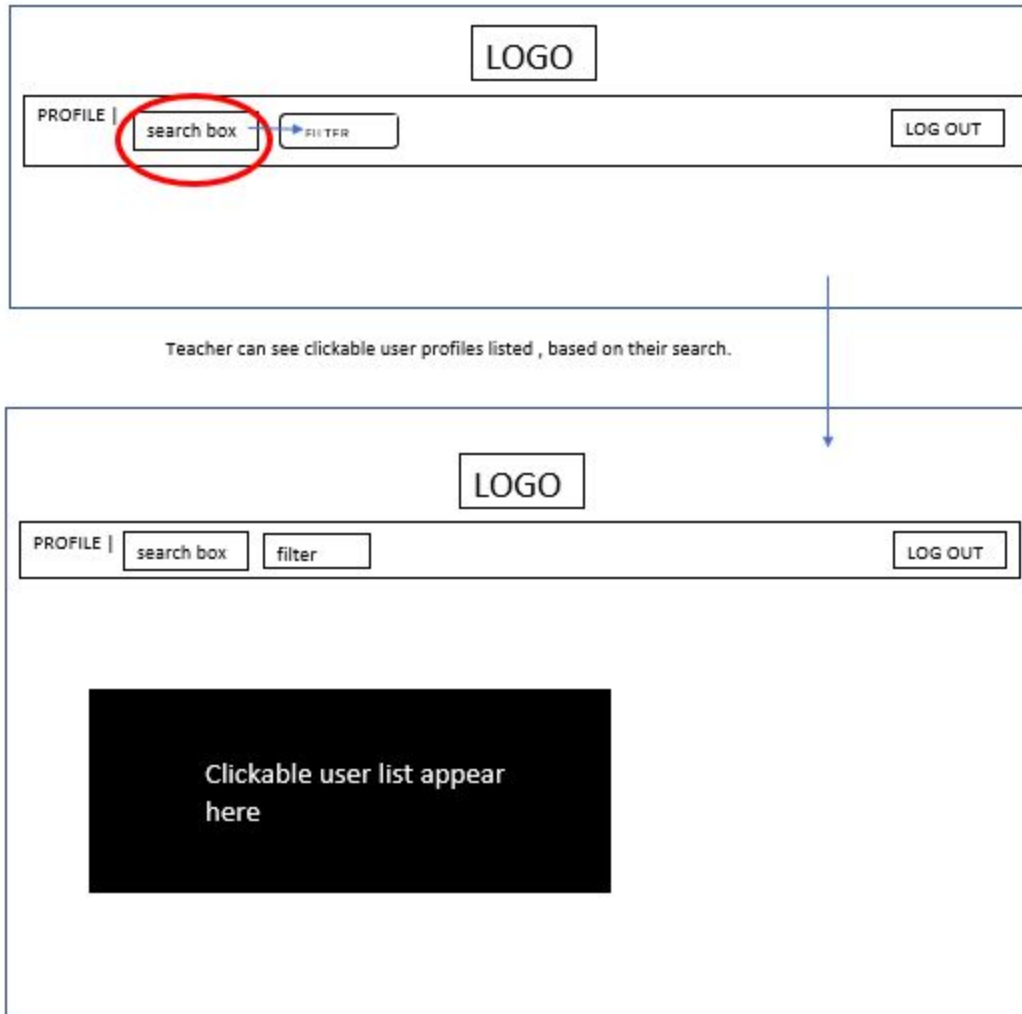 LOGO
PROFILE | search box FILTER LOG OUT
Teacher can see clickable user profiles listed , based on their search.
LOGO
PROFILE | search box filter LOG OUT
Clickable user list appear
here